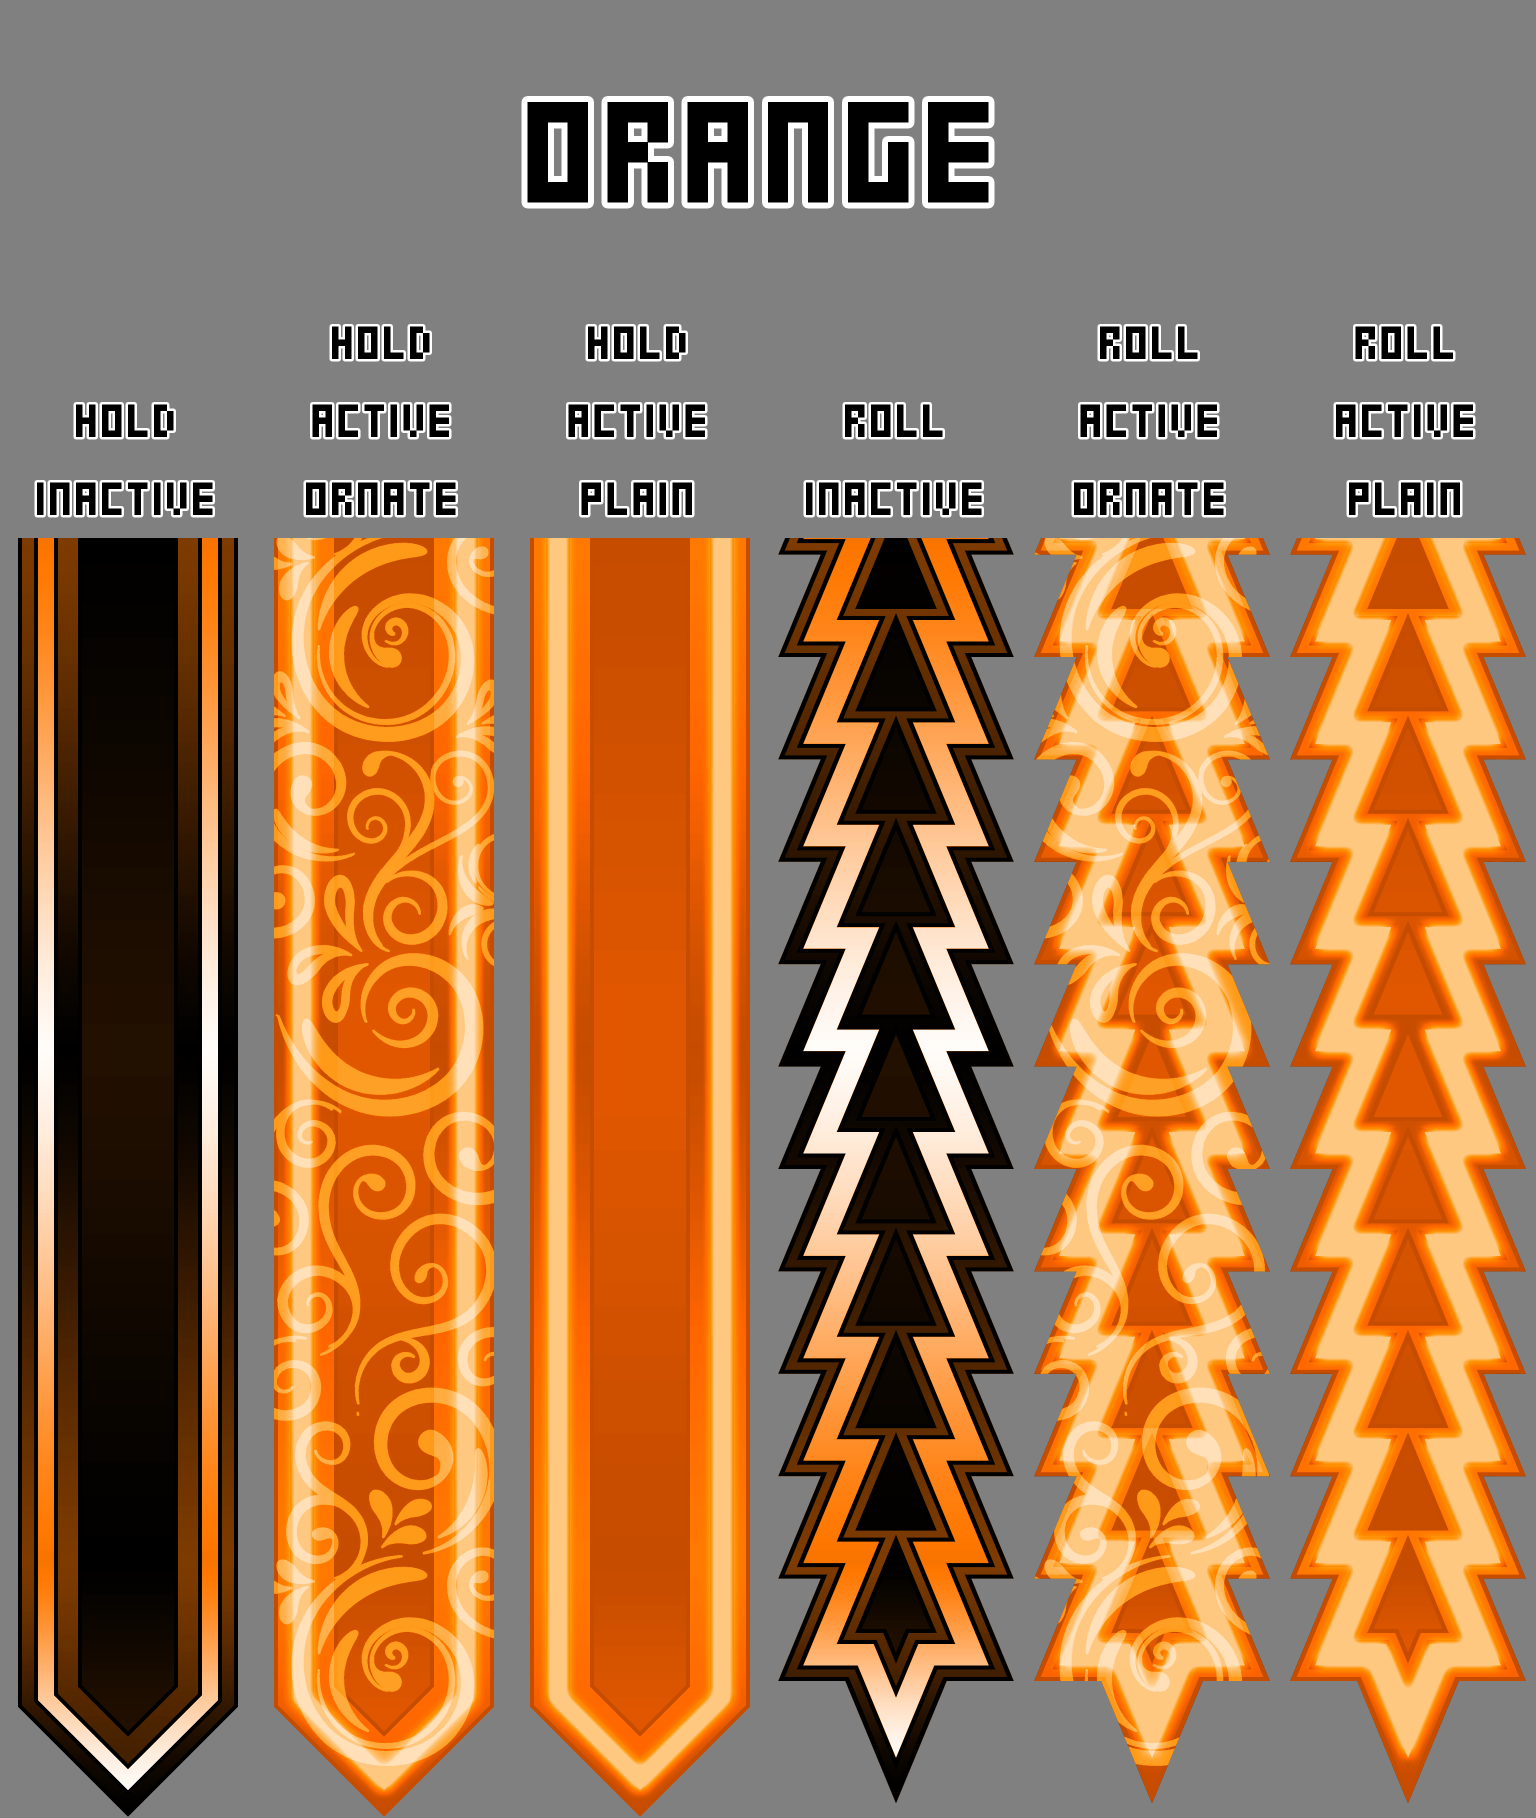 ORANGE
HOLD
INACTIVE
HOLD
ACTIVE
ORNATE
HOLD
ACTIVE
PLAIN
ROLL
INACTIVE
ROLL
ACTIVE
ORNATE
ROLL
ACTIVE
PLAIN